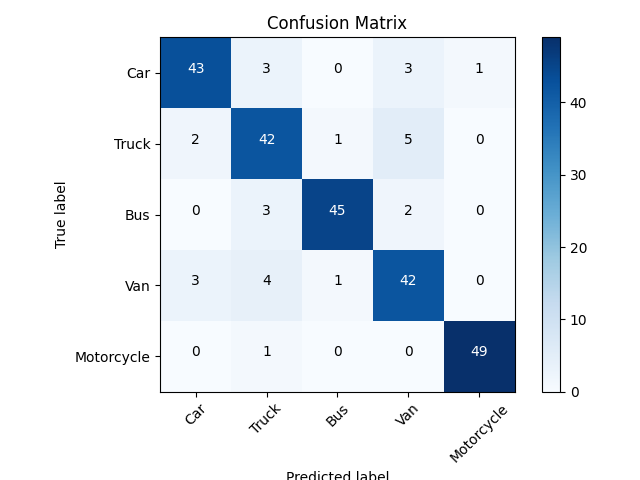 Confusion Matrix
Car 43 3 0 3 1
Truck 2 42 1 5 0
Bus 0 3 45 2 0
Van 3 4 1 42 0
Motorcycle 0 1 0 0 49
Car Truck Bus Van Motorcycle
Predicted label
True label
40
30
20
10
0